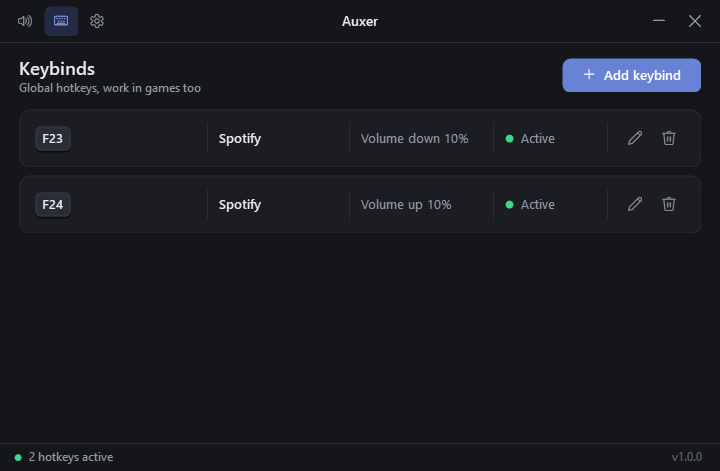 Auxer
Keybinds
Global hotkeys, work in games too
+ Add keybind
F23 Spotify Volume down 10% Active
F24 Spotify Volume up 10% Active
2 hotkeys active
v1.0.0